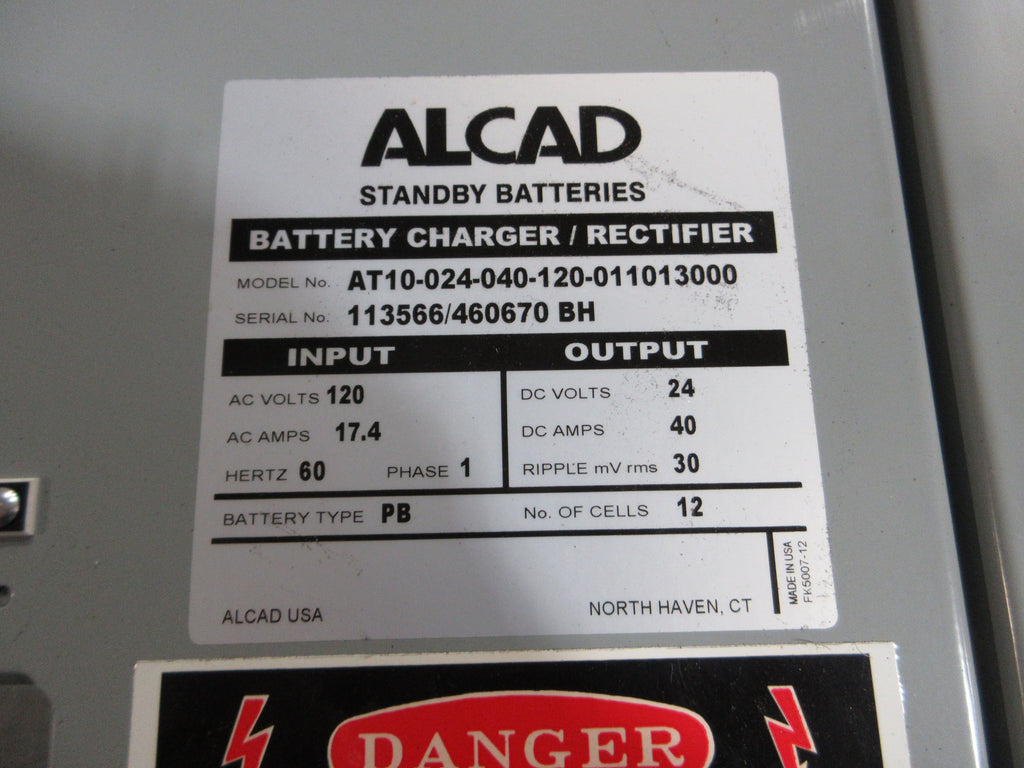 ALCAD
STANDBY BATTERIES
BATTERY CHARGER / RECTIFIER
MODEL No. AT10-024-040-120-011013000
SERIAL No. 113566/460670 BH
INPUT OUTPUT
AC VOLTS 120 DC VOLTS 24
AC AMPS 17.4 DC AMPS 40
HERTZ 60 PHASE 1 RIPPLE mV rms 30
BATTERY TYPE PB No. OF CELLS 12
ALCAD USA NORTH HAVEN, CT
MADE IN USA
FK5007-12
DANGER